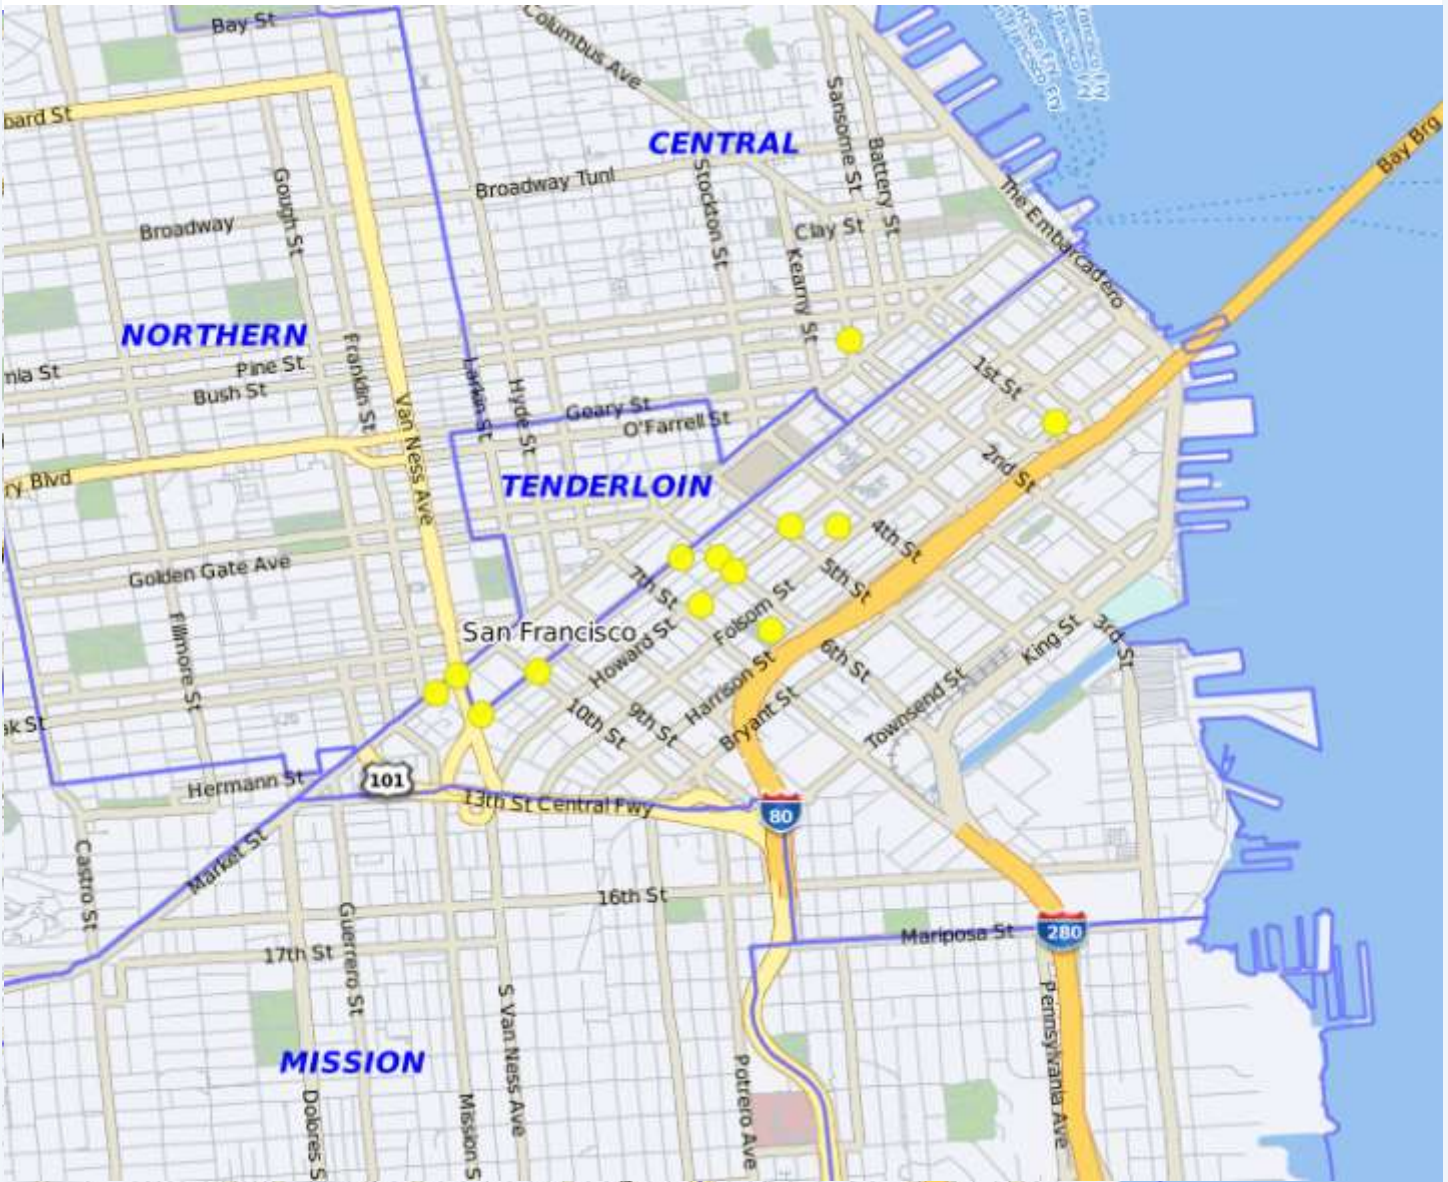 Bay St
Columbus Ave
bard St
Sansome St
CENTRAL
Battery St
Bay Brg
Stockton St
Gough St
Broadway Tunl
The Embarcadero
Broadway
Clay St
Kearny St
NORTHERN
Franklin St
nia St
Pine St
Larkin St
Hyde St
1st St
Bush St
Van Ness Ave
Geary St
O'Farrell St
ry Blvd
2nd St
TENDERLOIN
4th St
Golden Gate Ave
7th St
5th St
Fillmore St
San Francisco
Howard St
Folsom St
King St
3rd St
6th St
Harrison St
Townsend St
ak St
10th St
9th St
Bryant St
Hermann St
101
13th St Central Fwy
80
Castro St
Market St
16th St
Guerrero St
Mariposa St
280
17th St
S Van Ness Ave
Pennsylvania Ave
MISSION
Potrero Ave
Dolores S
Mission S